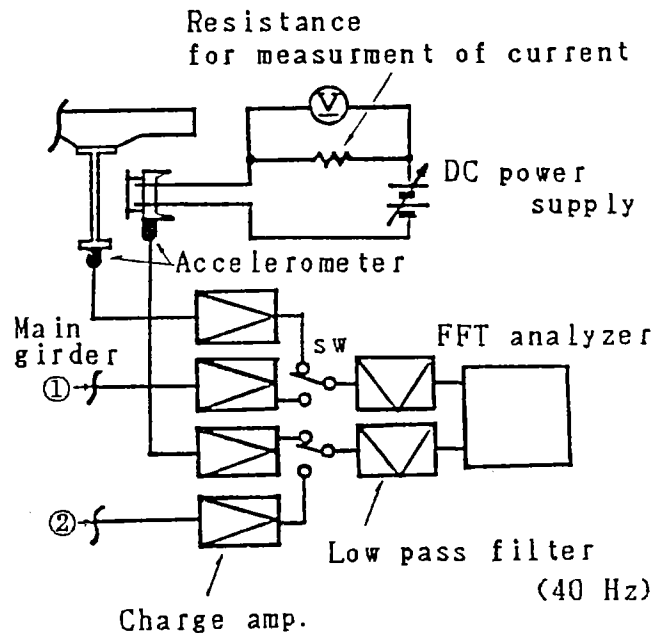 Resistance
for measurment of current
V
DC power
supply
Accelerometer
Main
girder
sw
FFT analyzer
①
②
Low pass filter
(40 Hz)
Charge amp.